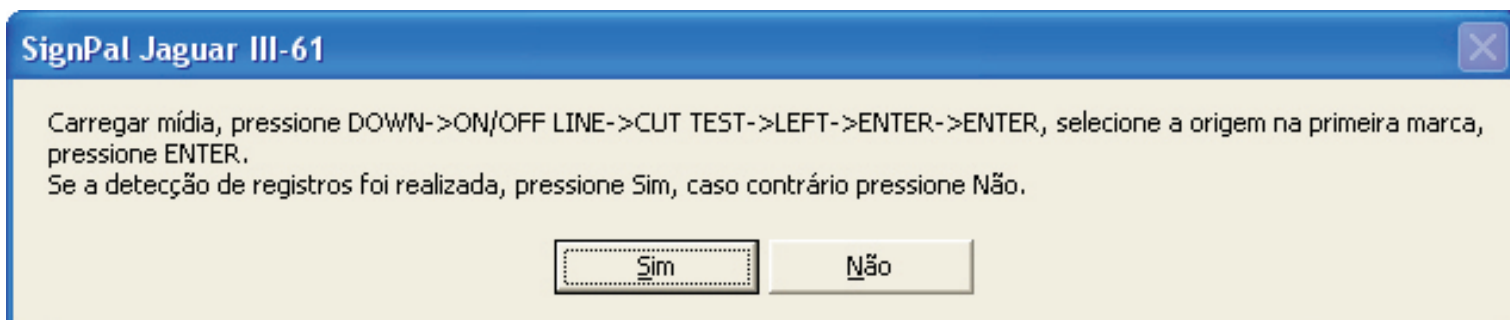 SignPal Jaguar III-61
Carregar mídia, pressione DOWN->ON/OFF LINE->CUT TEST->LEFT->ENTER->ENTER, selecione a origem na primeira marca,
pressione ENTER.
Se a detecção de registros foi realizada, pressione Sim, caso contrário pressione Não.
Sim Não